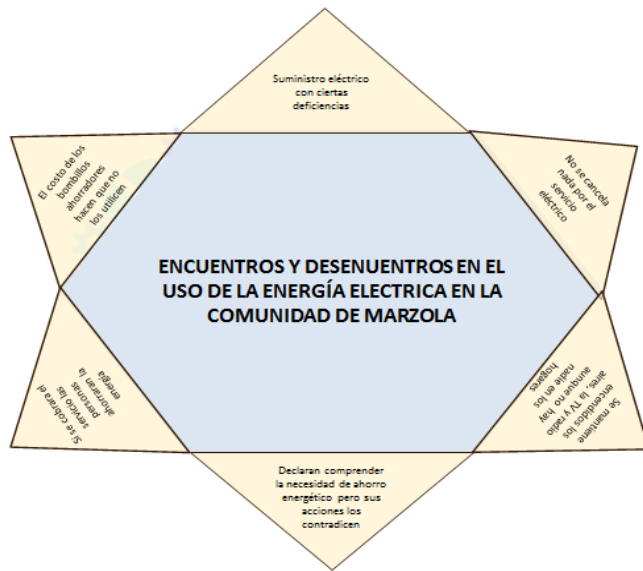 Suministro eléctrico
con ciertas
deficiencias
El costo de los
bombillos
ahorradores
hacen que no
los utilicen
No se cancela
nada por el
servicio
eléctrico
ENCUENTROS Y DESENUENTROS EN EL
USO DE LA ENERGÍA ELECTRICA EN LA
COMUNIDAD DE MARZOLA
Si se cobrara el
servicio las
personas
ahorraran la
energía
Se mantiene
encendidos los
aires, la TV y radio
aunque no hay
nadie en los
hogares
Declaran comprender
la necesidad de ahorro
energético pero sus
acciones los
contradicen